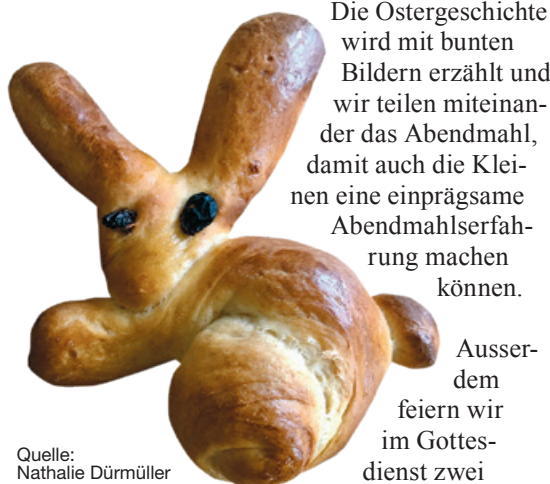 Die Ostergeschichte
wird mit bunten
Bildern erzählt und
wir teilen miteinan-
der das Abendmahl,
damit auch die Klei-
nen eine einprägsame
Abendmahlserfah-
rung machen
können.
Ausser-
dem
feiern wir
im Gottes-
dienst zwei
Quelle:
Nathalie Dürmüller